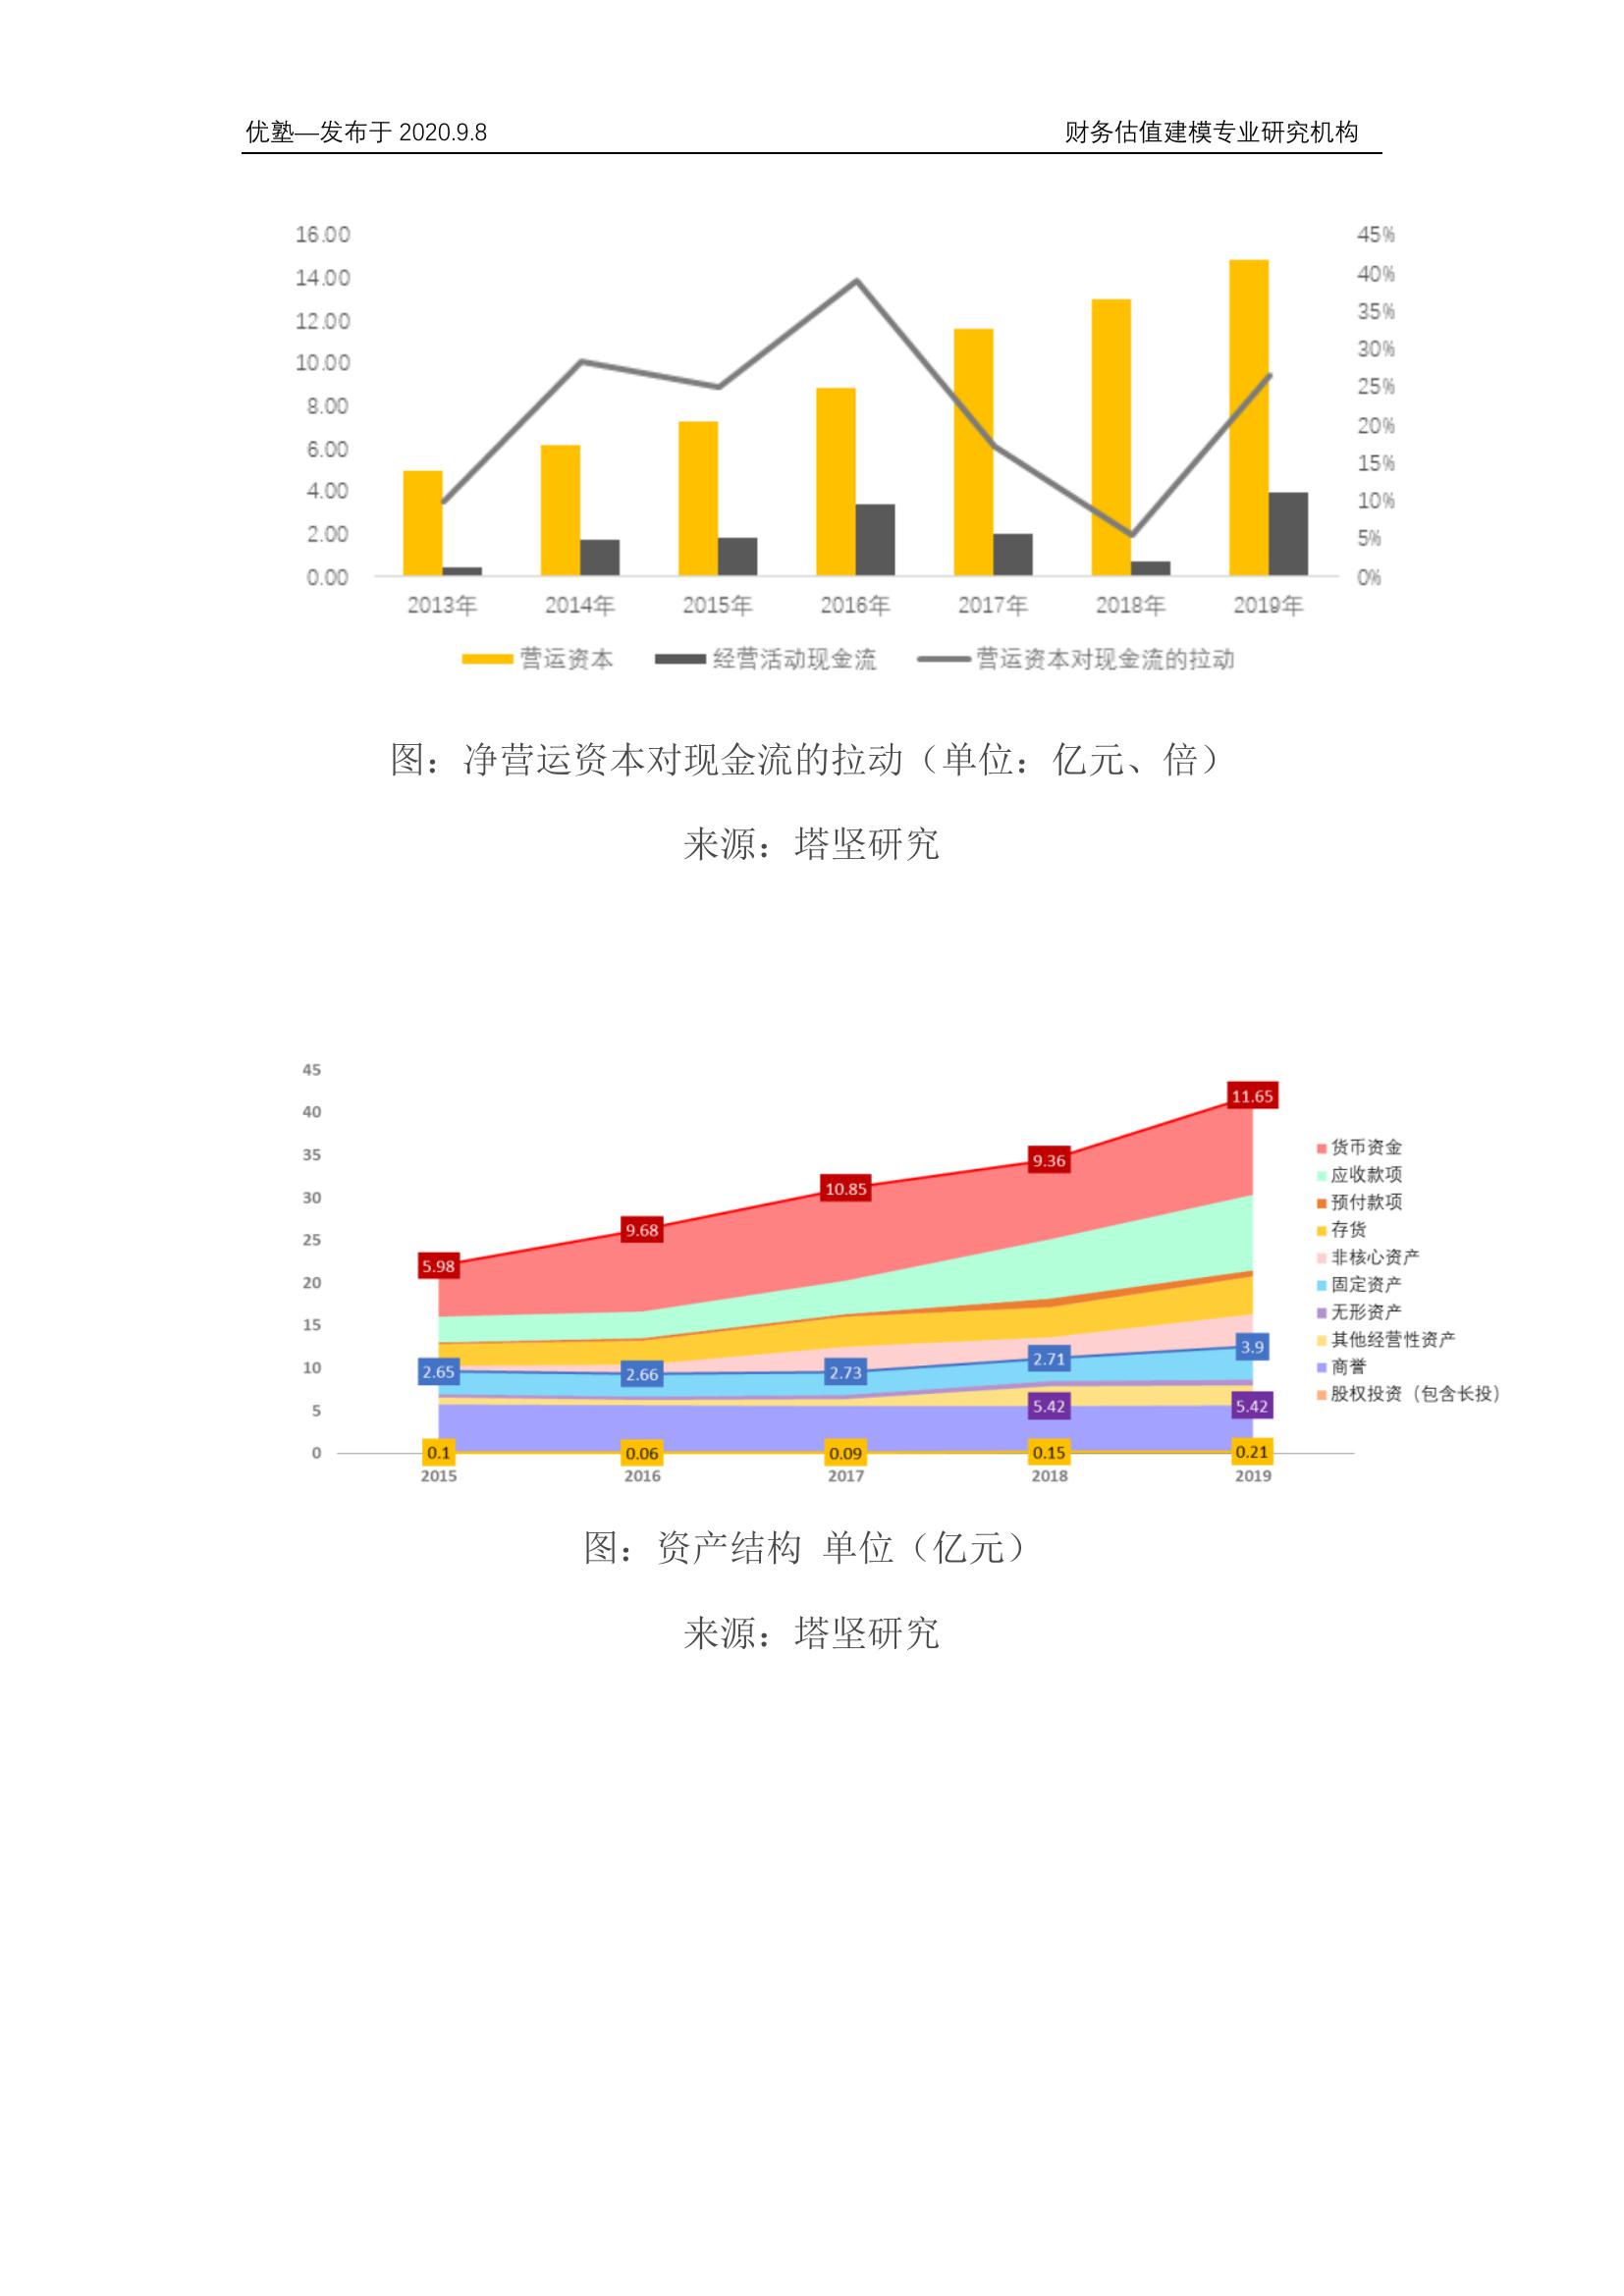 优塾—发布于 2020.9.8 财务估值建模专业研究机构
16.00 45%
14.00 40%
12.00 35%
10.00 30%
8.00 25%
6.00 20%
4.00 15%
2.00 10%
0.00 5%
0%
2013年 2014年 2015年 2016年 2017年 2018年 2019年
营运资本 经营活动现金流 营运资本对现金流的拉动
图：净营运资本对现金流的拉动（单位：亿元、倍）
来源：塔坚研究
45
40
35
30
25
20
15
10
5
0
5.98 9.68 10.85 9.36 11.65
2.65 2.66 2.73 2.71 3.9
5.42 5.42
0.1 0.06 0.09 0.15 0.21
2015 2016 2017 2018 2019
货币资金
应收款项
预付款项
存货
非核心资产
固定资产
无形资产
其他经营性资产
商誉
股权投资（包含长投）
图：资产结构 单位（亿元）
来源：塔坚研究